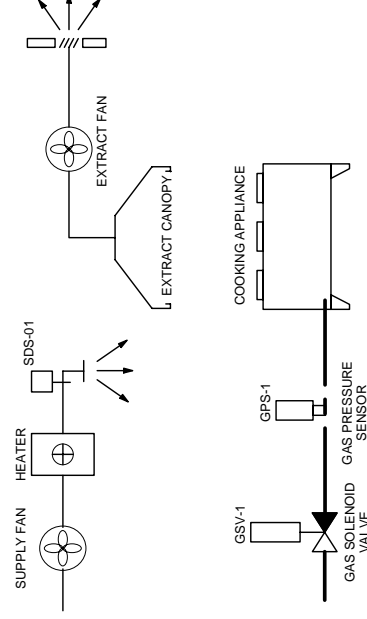 SUPPLY FAN
HEATER
SDS-01
EXTRACT FAN
EXTRACT CANOPY
GSV-1
GAS SOLENOID
VALVE
GPS-1
GAS PRESSURE
SENSOR
COOKING APPLIANCE